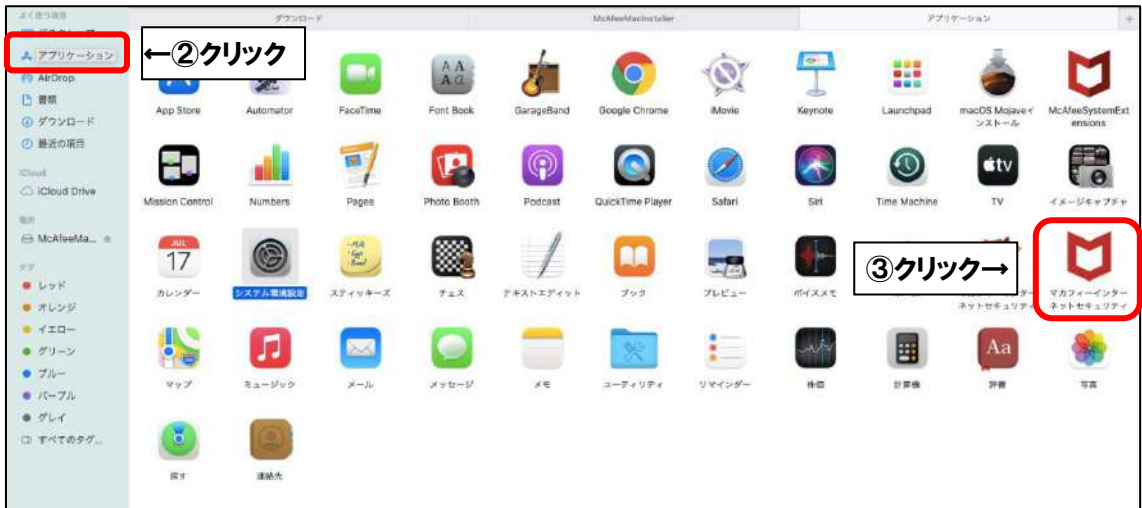 よく使う項目
ダウンロード
McAfeeMacInstaller
アプリケーション
+
アプリケーション
←②クリック
AirDrop
書類
ダウンロード
最近の項目
iCloud
iCloud Drive
場所
McAfeeMa...
タグ
レッド
オレンジ
イエロー
グリーン
ブルー
パープル
グレイ
すべてのタグ...
App Store
Automator
FaceTime
Font Book
GarageBand
Google Chrome
iMovie
Keynote
Launchpad
macOS Mojaveイ
ンストール
McAfeeSystemExt
ensions
Mission Control
Numbers
Pages
Photo Booth
Podcast
QuickTime Player
Safari
Siri
Time Machine
tv
TV
イメージキャプチャ
JUL
17
カレンダー
システム環境設定
スティッキーズ
チェス
テキストエディット
ブック
プレビュー
ボイスメモ
③クリック→
ネットセキュリティ
マカフィーインター
ネットセキュリティ
マップ
ミュージック
メール
メッセージ
メモ
ユーティリティ
リマインダー
株価
計算機
Aa
辞書
写真
探す
連絡先